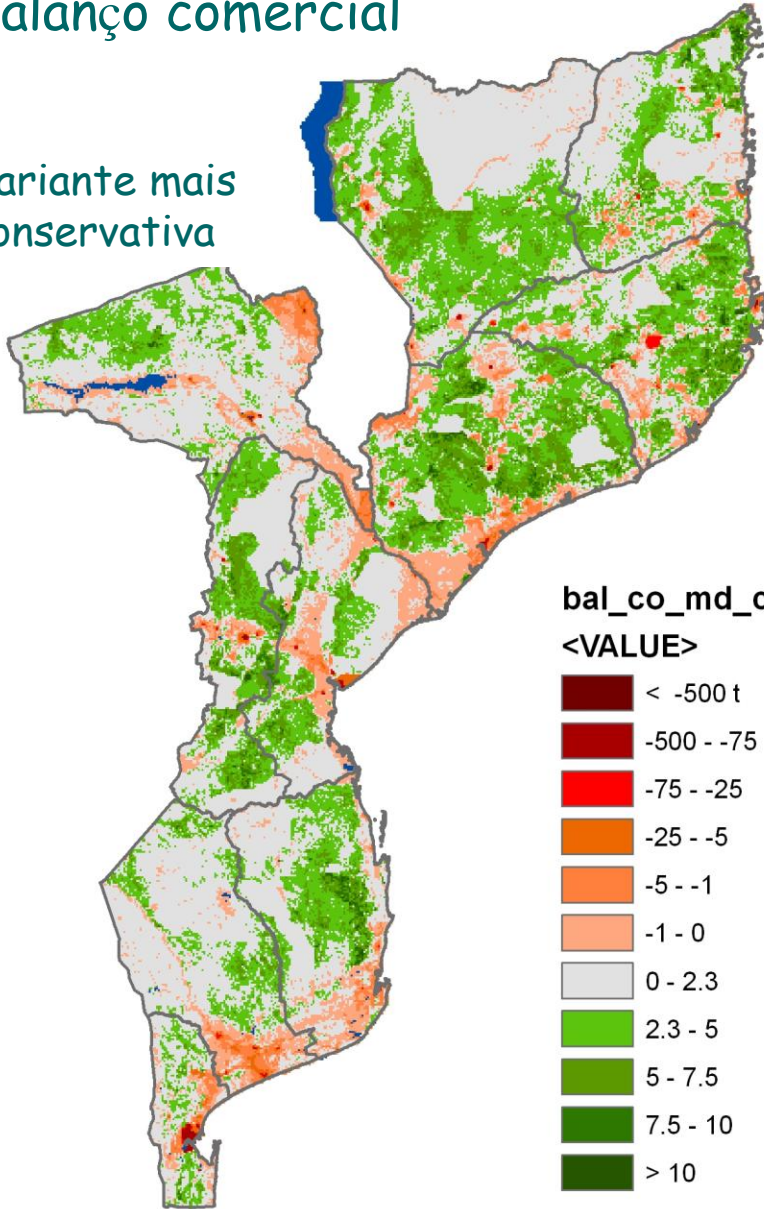 alanço comercial
ariante mais
onservativa
bal_co_md_c
<VALUE>
< -500 t
-500 - -75
-75 - -25
-25 - -5
-5 - -1
-1 - 0
0 - 2.3
2.3 - 5
5 - 7.5
7.5 - 10
> 10